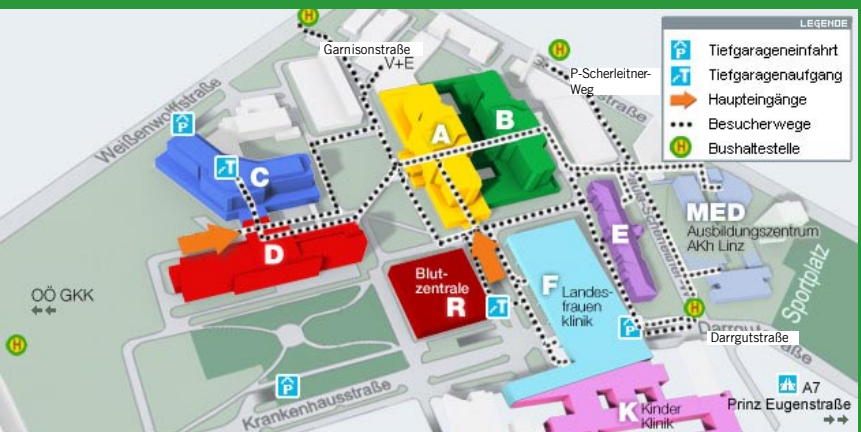 LEGENDE
Tiefgarageneinfahrt
Tiefgaragenaufgang
Haupteingänge
Besucherwege
Bushaltestelle
H
H
Garnisonstraße
V+E
P-Scherleitner-
Weg
straße
Weißenwolffstraße
P
T
A
B
C
D
E
MED
Ausbildungszentrum
AKh Linz
Sportplatz
OÖ GKK
H
Blut-
zentrale
R
T
F
Landes-
frauen
klinik
P
H
Darrgutstraße
P
Krankenhausstraße
K Kinder
Klinik
A7
Prinz Eugenstraße